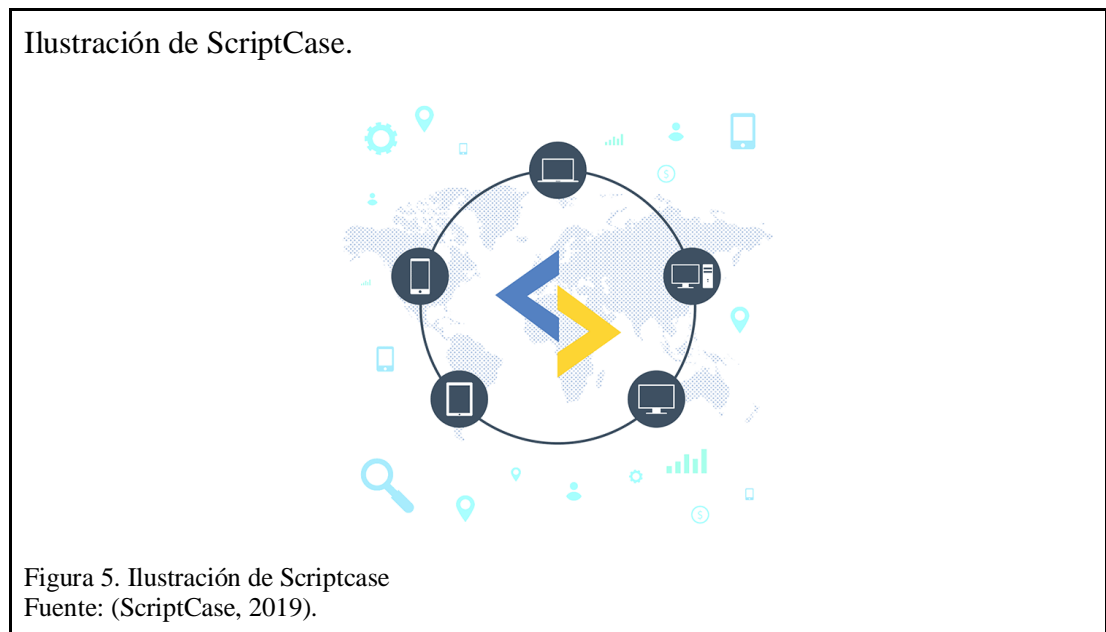 Ilustración de ScriptCase.
Figura 5. Ilustración de Scriptcase
Fuente: (ScriptCase, 2019).